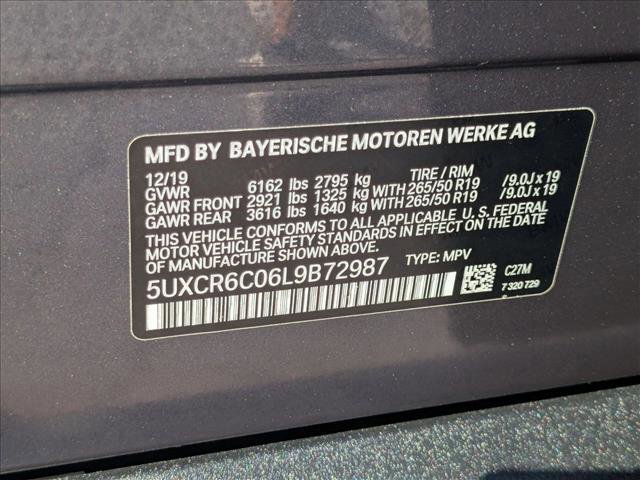 MFD BY BAYERISCHE MOTOREN WERKE AG
12/19 TIRE / RIM
GVWR 6162 lbs 2795 kg
GAWR FRONT 2921 lbs 1325 kg WITH 265/50 R19 /9.0J x 19
GAWR REAR 3616 lbs 1640 kg WITH 265/50 R19 /9.0J x 19
THIS VEHICLE CONFORMS TO ALL APPLICABLE U.S. FEDERAL
MOTOR VEHICLE SAFETY STANDARDS IN
EFFECT ON THE DATE OF MANUFACTURE SHOWN ABOVE.
5UXCR6C06L9B72987 TYPE: MPV
C27M
7 320 729